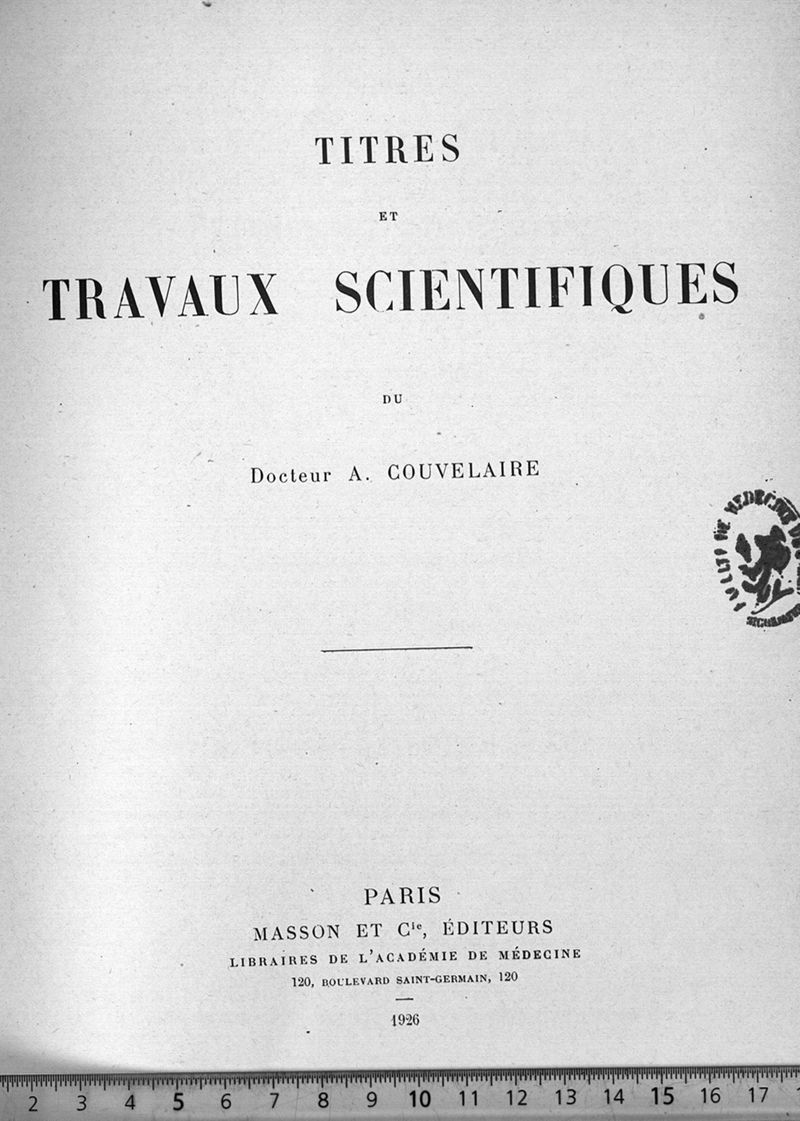 TITRES
ET
TRAVAUX SCIENTIFIQUES
DU
Docteur A. COUVELAIRE
DE MEDECINE
PARIS
MASSON ET Cie, ÉDITEURS
LIBRAIRES DE L'ACADÉMIE DE MÉDECINE
120, BOULEVARD SAINT-GERMAIN, 120
1926
2 3 4 5 6 7 8 9 10 11 12 13 14 15 16 17